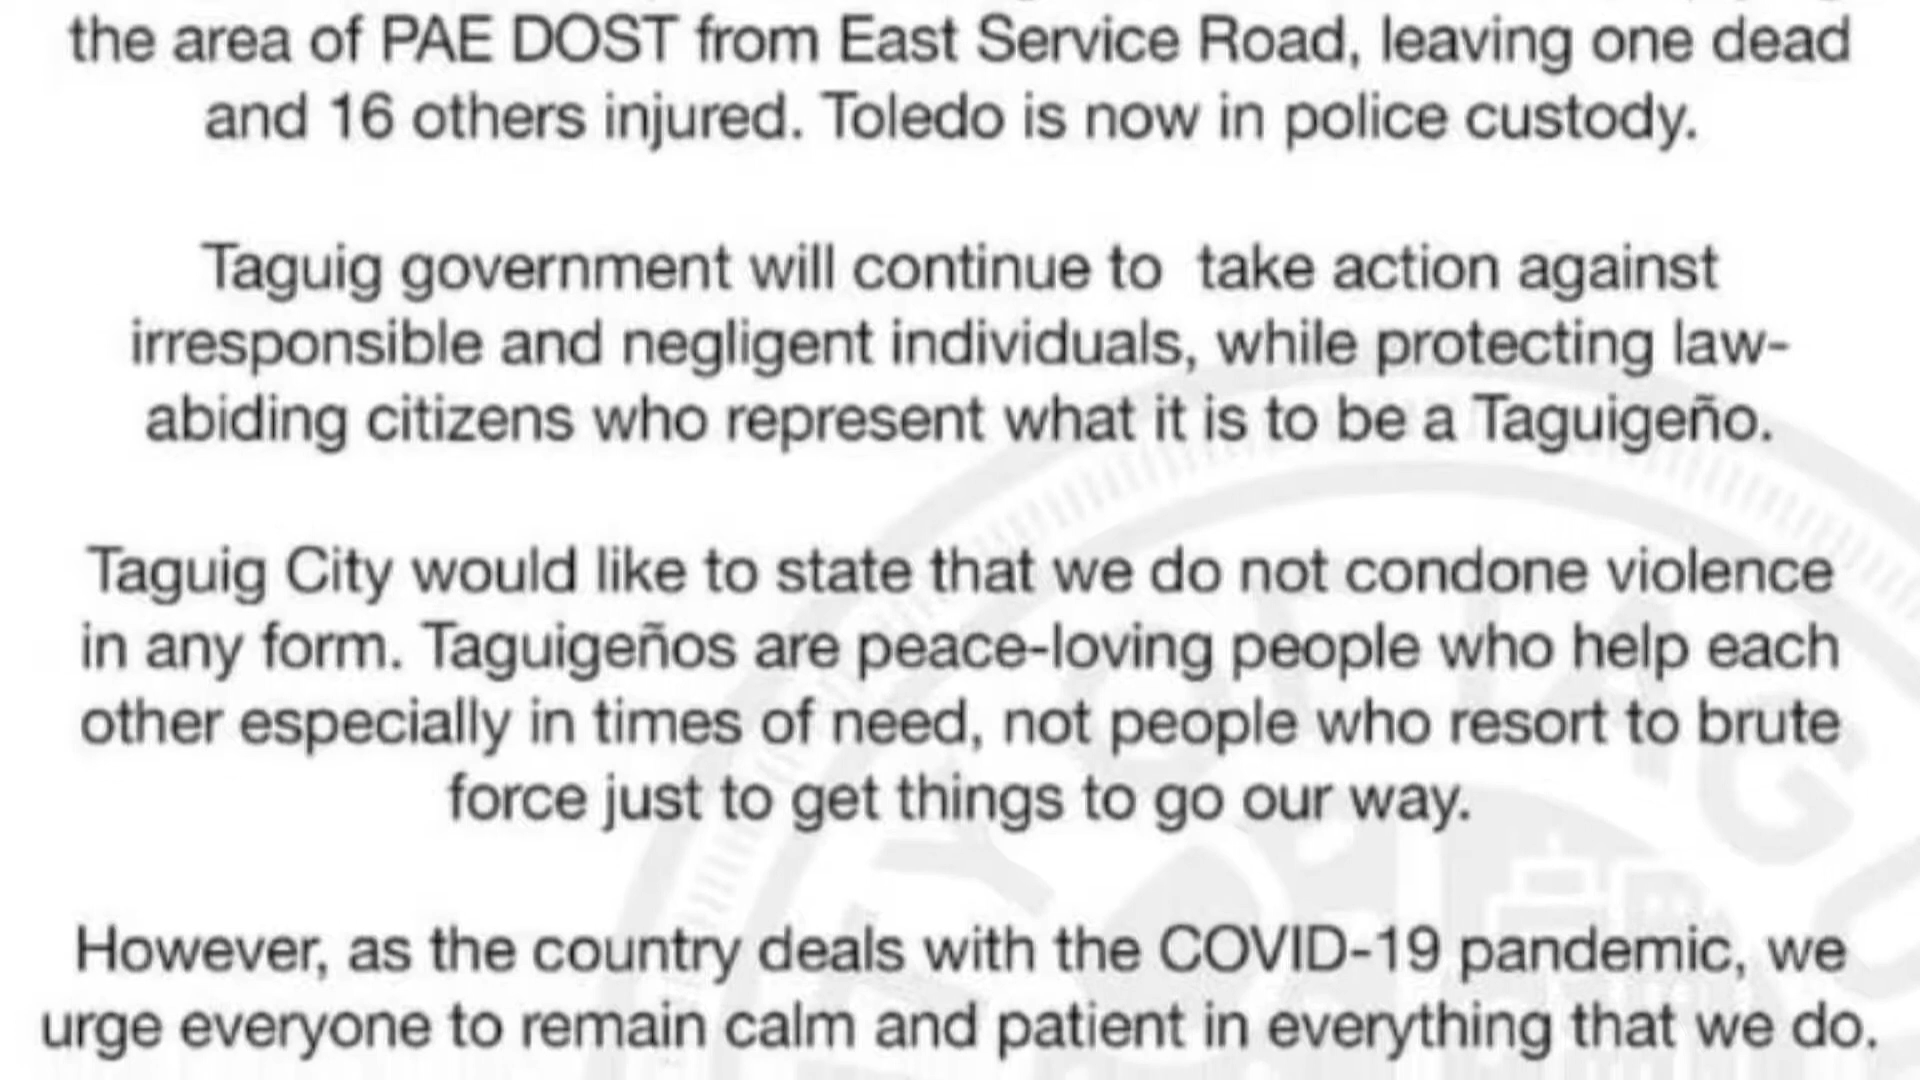 the area of PAE DOST from East Service Road, leaving one dead
and 16 others injured. Toledo is now in police custody.
Taguig government will continue to take action against
irresponsible and negligent individuals, while protecting law-
abiding citizens who represent what it is to be a Taguigeño.
Taguig City would like to state that we do not condone violence
in any form. Taguigeños are peace-loving people who help each
other especially in times of need, not people who resort to brute
force just to get things to go our way.
However, as the country deals with the COVID-19 pandemic, we
urge everyone to remain calm and patient in everything that we do.